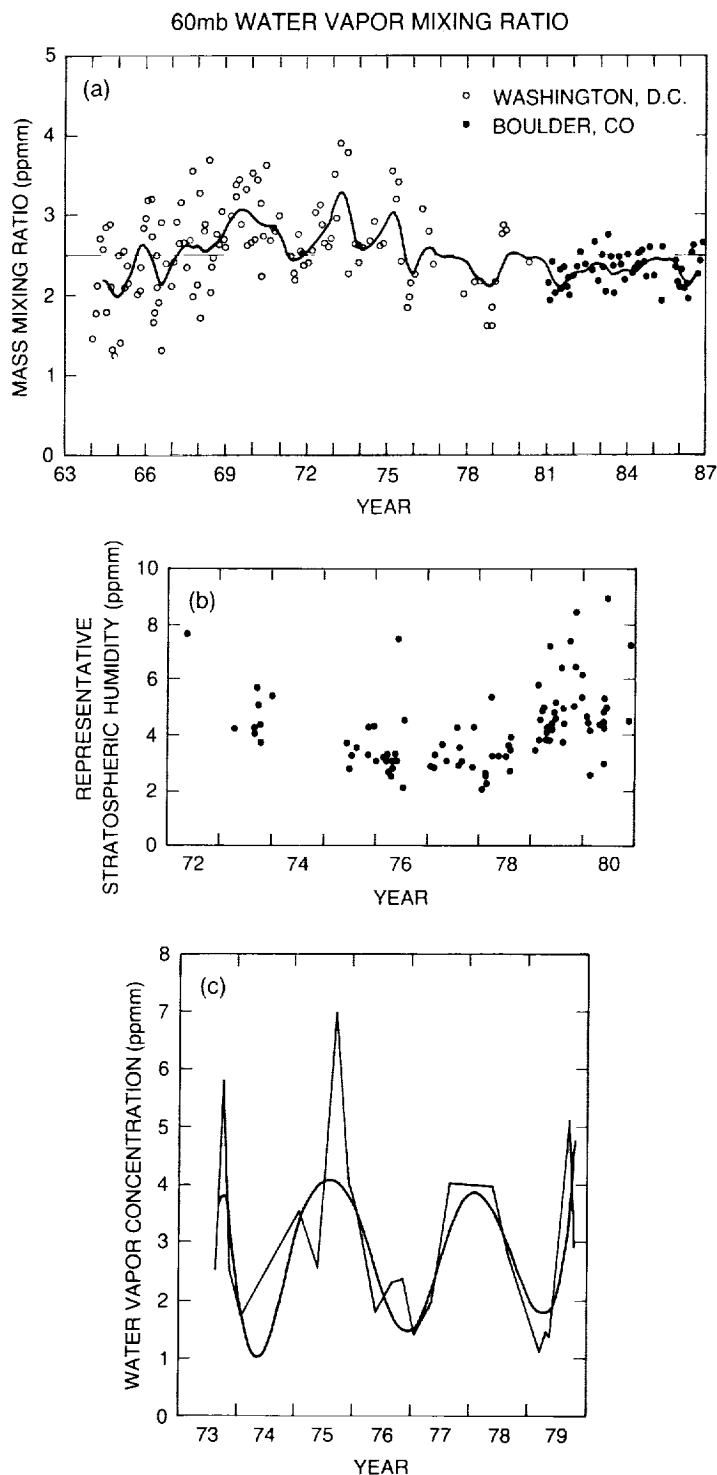 60mb WATER VAPOR MIXING RATIO
(a)
WASHINGTON, D.C.
BOULDER, CO
MASS MIXING RATIO (ppmm)
5
4
3
2
1
0
63 66 69 72 75 78 81 84 87
YEAR
(b)
REPRESENTATIVE
STRATOSPHERIC HUMIDITY (ppmm)
10
8
6
4
2
0
72 74 76 78 80
YEAR
(c)
WATER VAPOR CONCENTRATION (ppmm)
8
7
6
5
4
3
2
1
0
73 74 75 76 77 78 79
YEAR